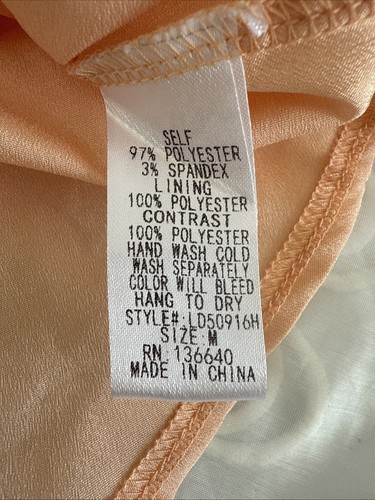 SELF
97% POLYESTER
3% SPANDEX
LINING
100% POLYESTER
CONTRAST
100% POLYESTER
HAND WASH COLD
WASH SEPARATELY
COLOR WILL BLEED
HANG TO DRY
STYLE#:LD50916H
SIZE:M
RN:136640
MADE IN CHINA